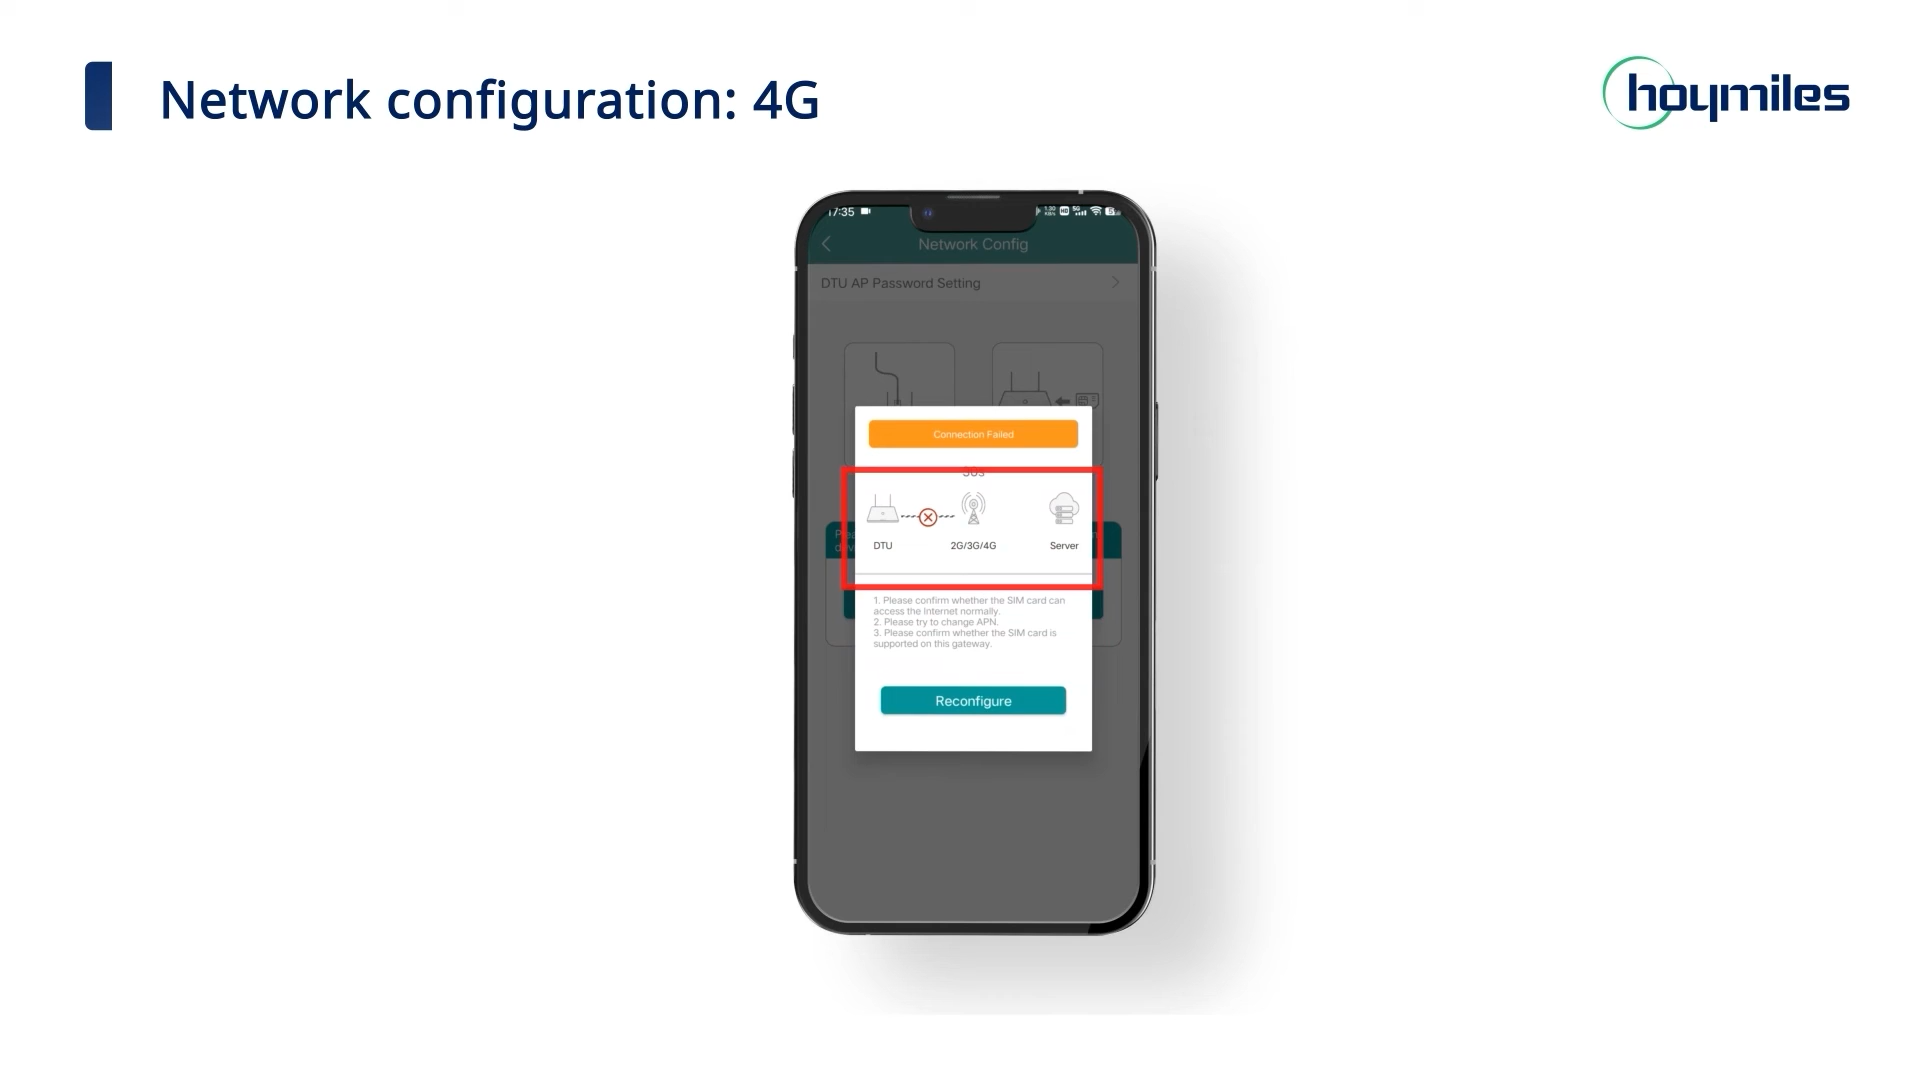 Network configuration: 4G
hoymiles
17:35
Network Config
DTU AP Password Setting
Connection Failed
DTU
2G/3G/4G
Server
1. Please confirm whether the SIM card can
access the Internet normally.
2. Please try to change APN.
3. Please confirm whether the SIM card is
supported on this gateway.
Reconfigure